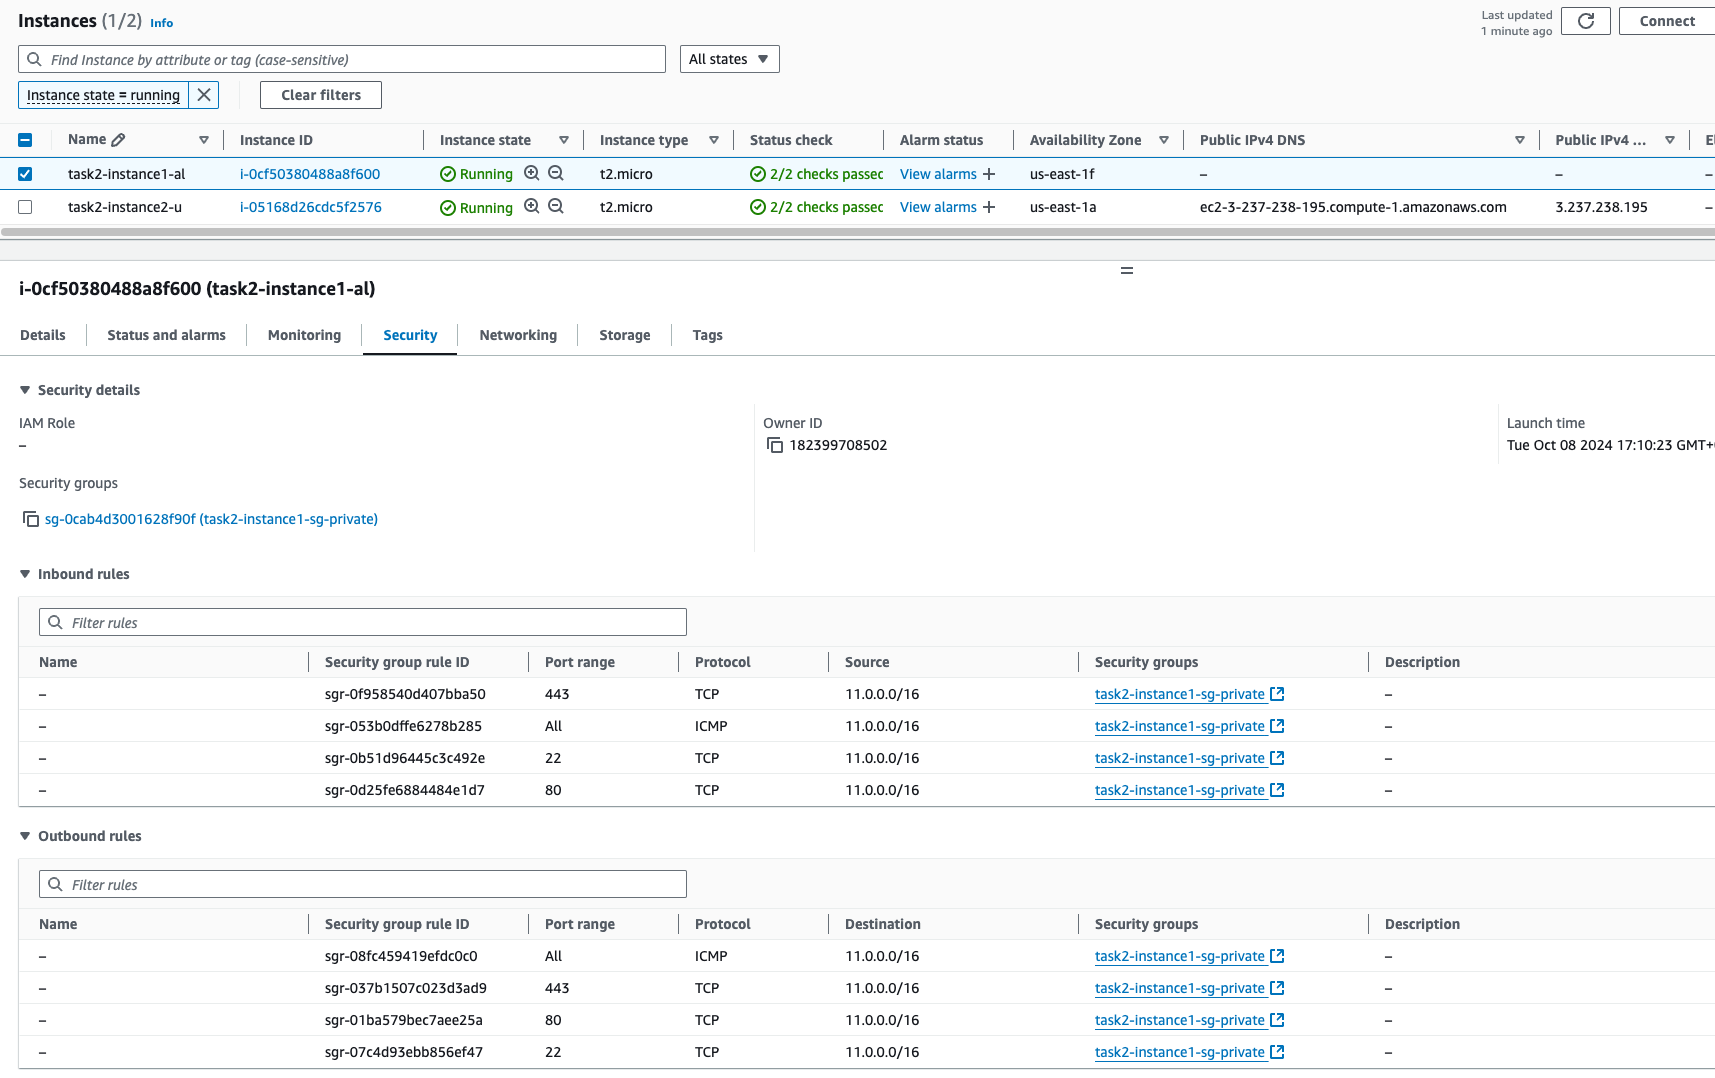 Instances (1/2) Info
Last updated
1 minute ago
Connect
Find Instance by attribute or tag (case-sensitive)
All states
Instance state = running
Clear filters
Name Instance ID Instance state Instance type Status check Alarm status Availability Zone Public IPv4 DNS Public IPv4 ...
task2-instance1-al i-0cf50380488a8f600 Running t2.micro 2/2 checks passec View alarms + us-east-1f – – –
task2-instance2-u i-05168d26cdc5f2576 Running t2.micro 2/2 checks passec View alarms + us-east-1a ec2-3-237-238-195.compute-1.amazonaws.com 3.237.238.195 –
i-0cf50380488a8f600 (task2-instance1-al)
Details Status and alarms Monitoring Security Networking Storage Tags
Security details
IAM Role Owner ID Launch time
– 182399708502 Tue Oct 08 2024 17:10:23 GMT+
Security groups
sg-0cab4d3001628f90f (task2-instance1-sg-private)
Inbound rules
Filter rules
Name Security group rule ID Port range Protocol Source Security groups Description
– sgr-0f958540d407bba50 443 TCP 11.0.0.0/16 task2-instance1-sg-private –
– sgr-053b0dffe6278b285 All ICMP 11.0.0.0/16 task2-instance1-sg-private –
– sgr-0b51d96445c3c492e 22 TCP 11.0.0.0/16 task2-instance1-sg-private –
– sgr-0d25fe6884484e1d7 80 TCP 11.0.0.0/16 task2-instance1-sg-private –
Outbound rules
Filter rules
Name Security group rule ID Port range Protocol Destination Security groups Description
– sgr-08fc459419efdc0c0 All ICMP 11.0.0.0/16 task2-instance1-sg-private –
– sgr-037b1507c023d3ad9 443 TCP 11.0.0.0/16 task2-instance1-sg-private –
– sgr-01ba579bec7aee25a 80 TCP 11.0.0.0/16 task2-instance1-sg-private –
– sgr-07c4d93ebb856ef47 22 TCP 11.0.0.0/16 task2-instance1-sg-private –